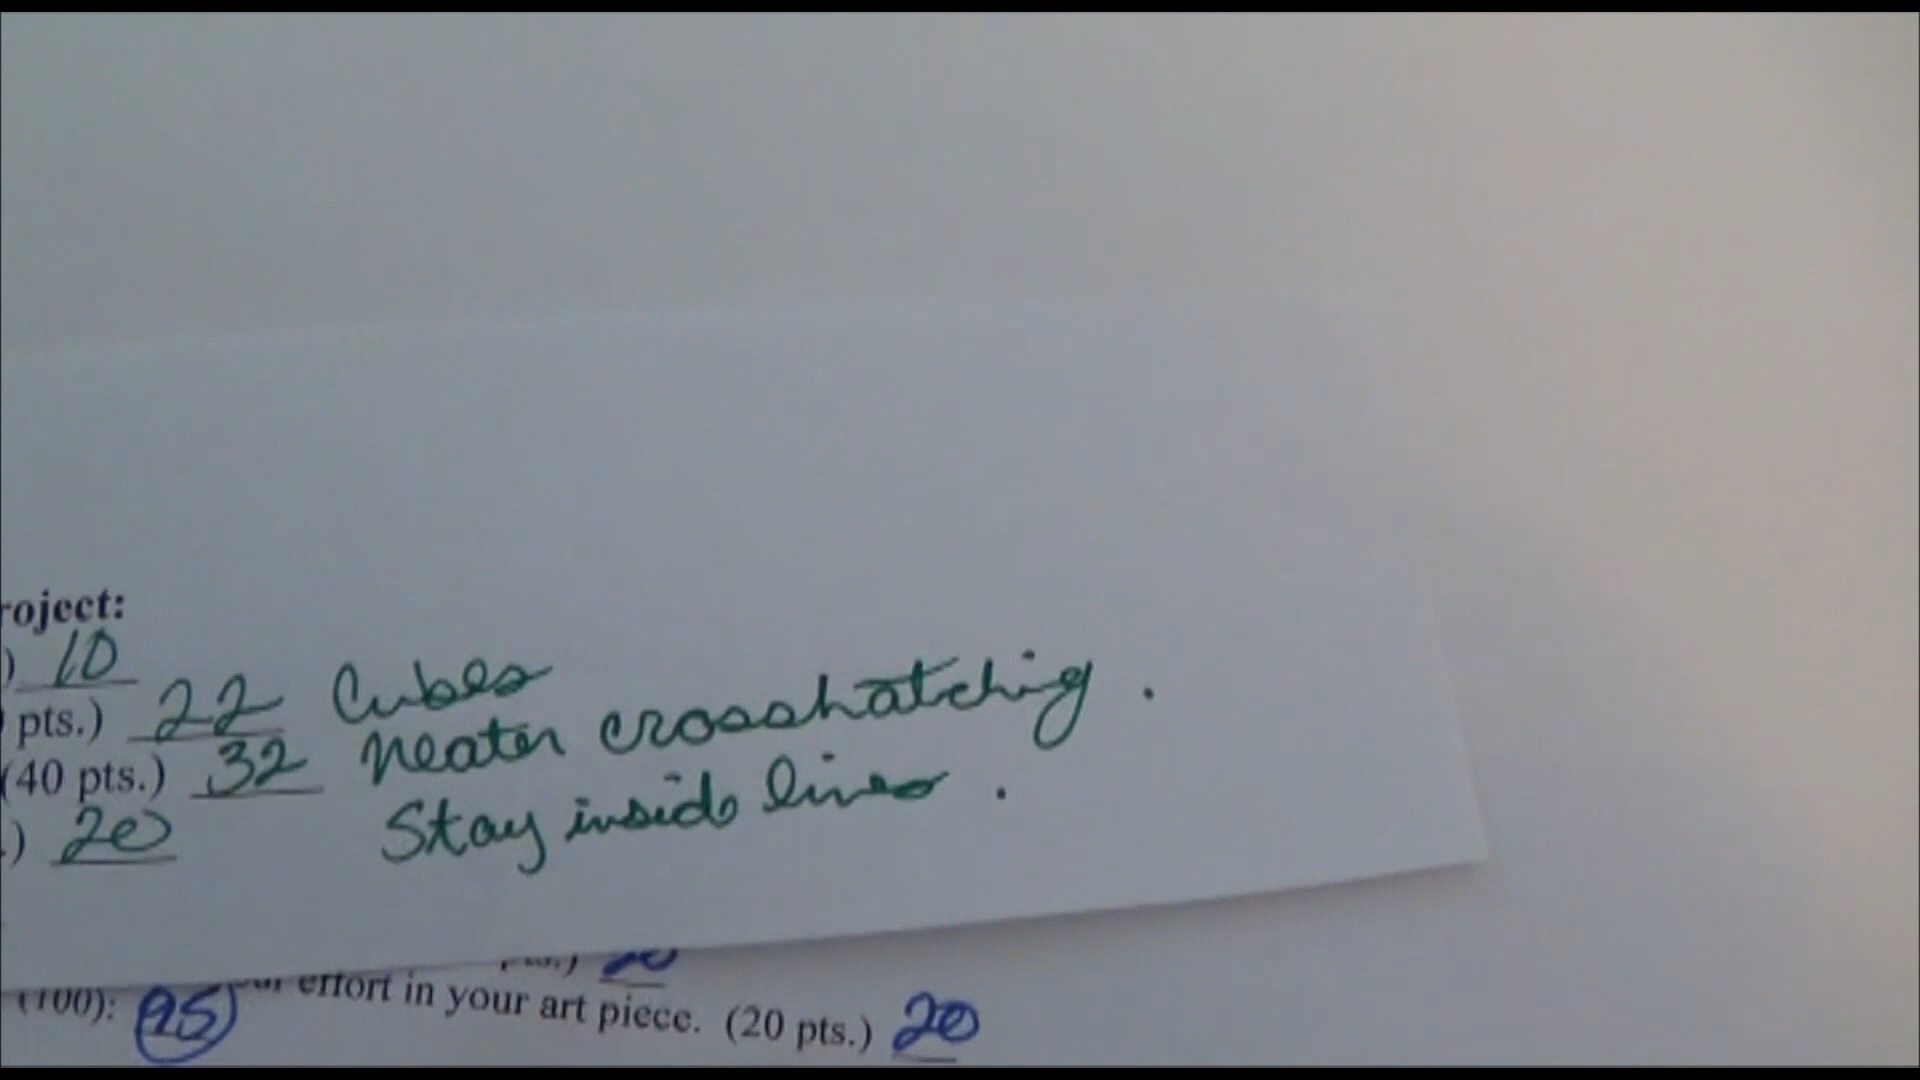 roject:
) 10
pts.) 22 Cubes
(40 pts.) 32 neater crosshatching.
.) 20 Stay inside lines.
effort in your art piece. (20 pts.) 20
(100): 95